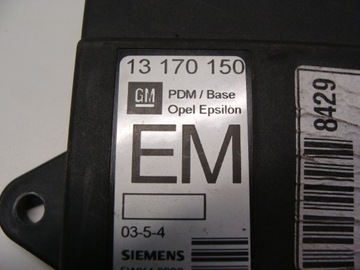 13 170 150
GM
PDM / Base
Opel Epsilon
EM
03-5-4
SIEMENS
8429